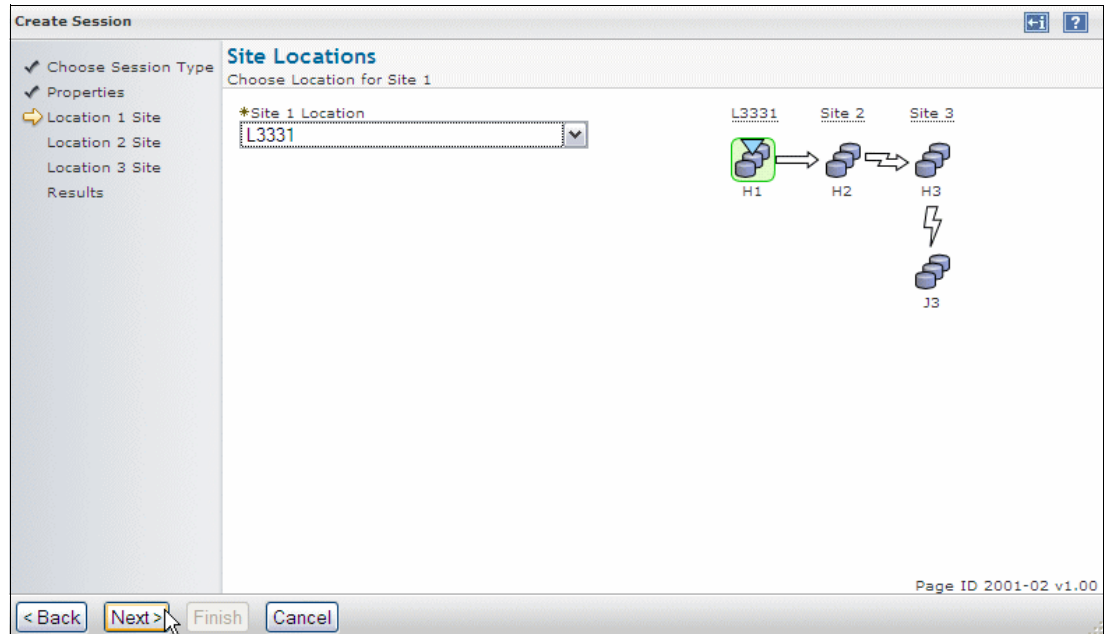 Create Session
?
Choose Session Type
Properties
Location 1 Site
Location 2 Site
Location 3 Site
Results
Site Locations
Choose Location for Site 1
*Site 1 Location
L3331
L3331 Site 2 Site 3
H1 H2 H3
J3
Page ID 2001-02 v1.00
< Back Next > Finish Cancel